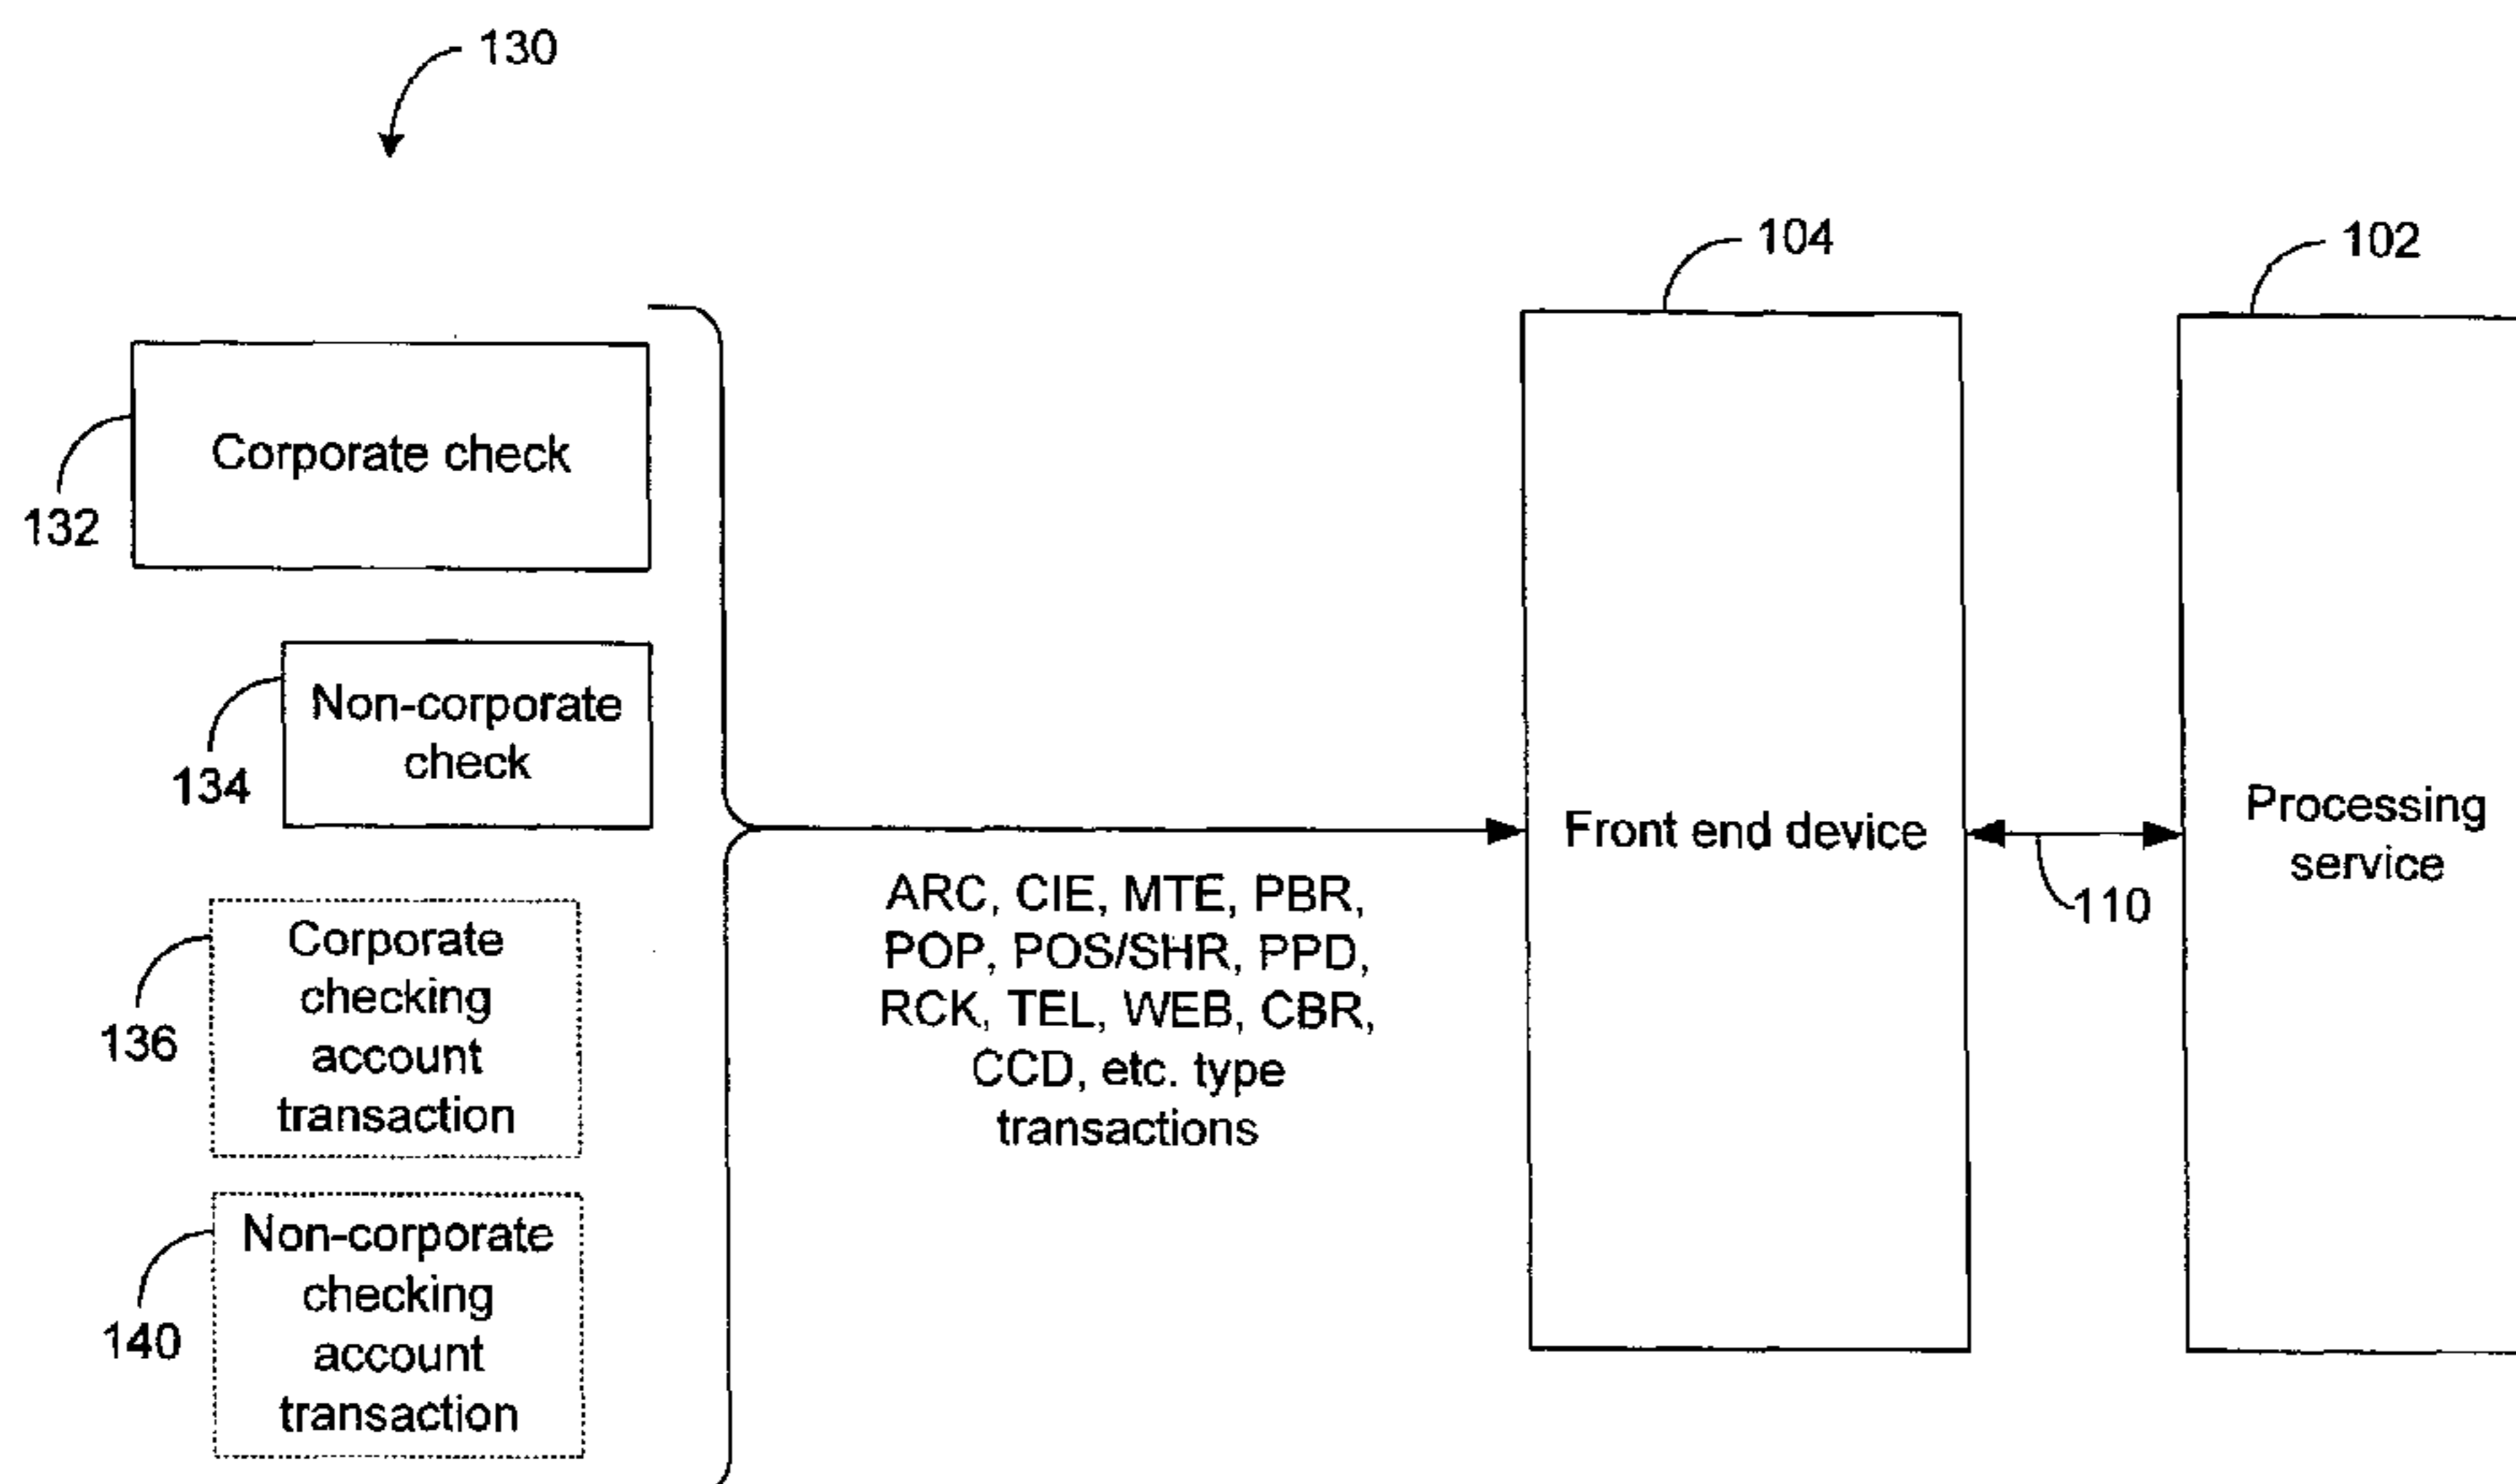 130
104
102
Corporate check
132
Non-corporate
check
134
Corporate
checking
account
transaction
136
Non-corporate
checking
account
transaction
140
ARC, CIE, MTE, PBR,
POP, POS/SHR, PPD,
RCK, TEL, WEB, CBR,
CCD, etc. type
transactions
Front end device
110
Processing
service